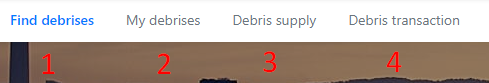 Find debrises My debrises Debris supply Debris transaction
1 2 3 4